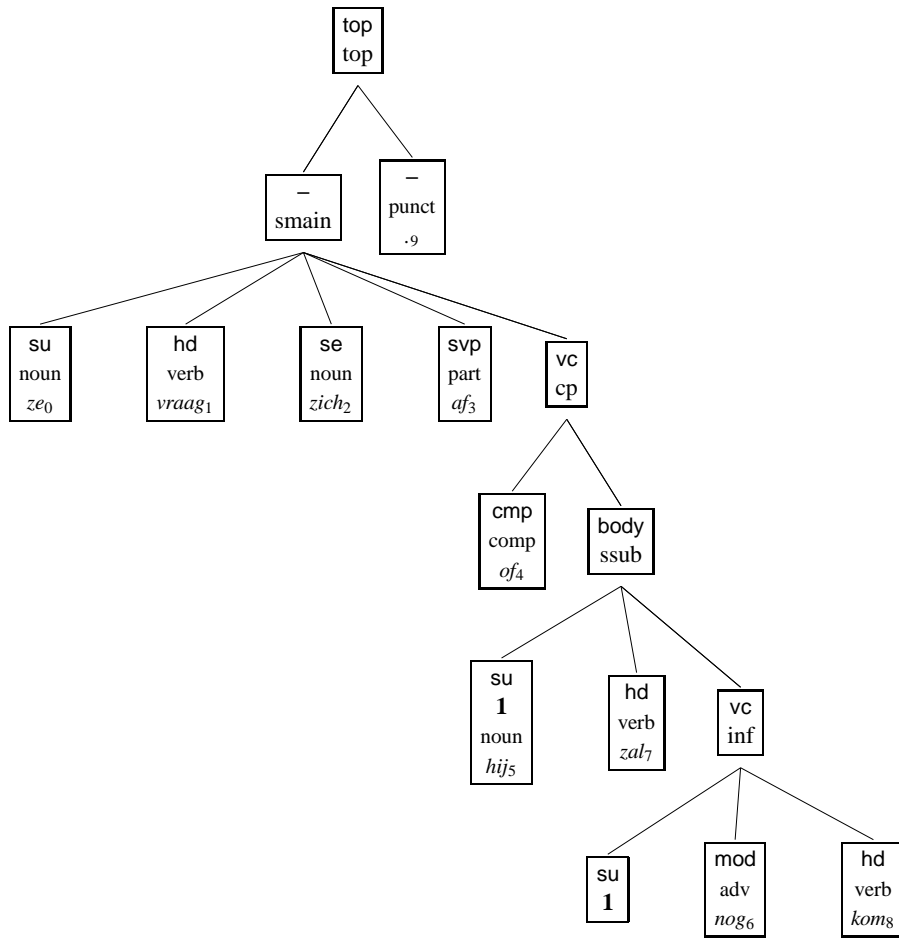 top
top
–
smain
–
punct
.9
su
noun
ze0
hd
verb
vraag1
se
noun
zich2
svp
part
af3
vc
cp
cmp
comp
of4
body
ssub
su
1
noun
hij5
hd
verb
zal7
vc
inf
su
1
mod
adv
nog6
hd
verb
kom8